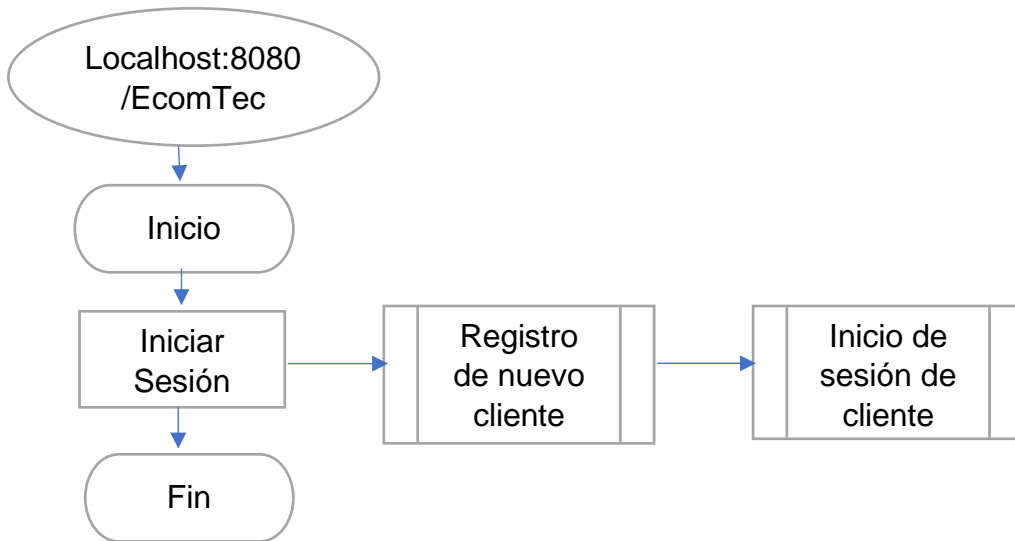 Localhost:8080
/EcomTec
Inicio
Iniciar
Sesión
Registro
de nuevo
cliente
Inicio de
sesión de
cliente
Fin